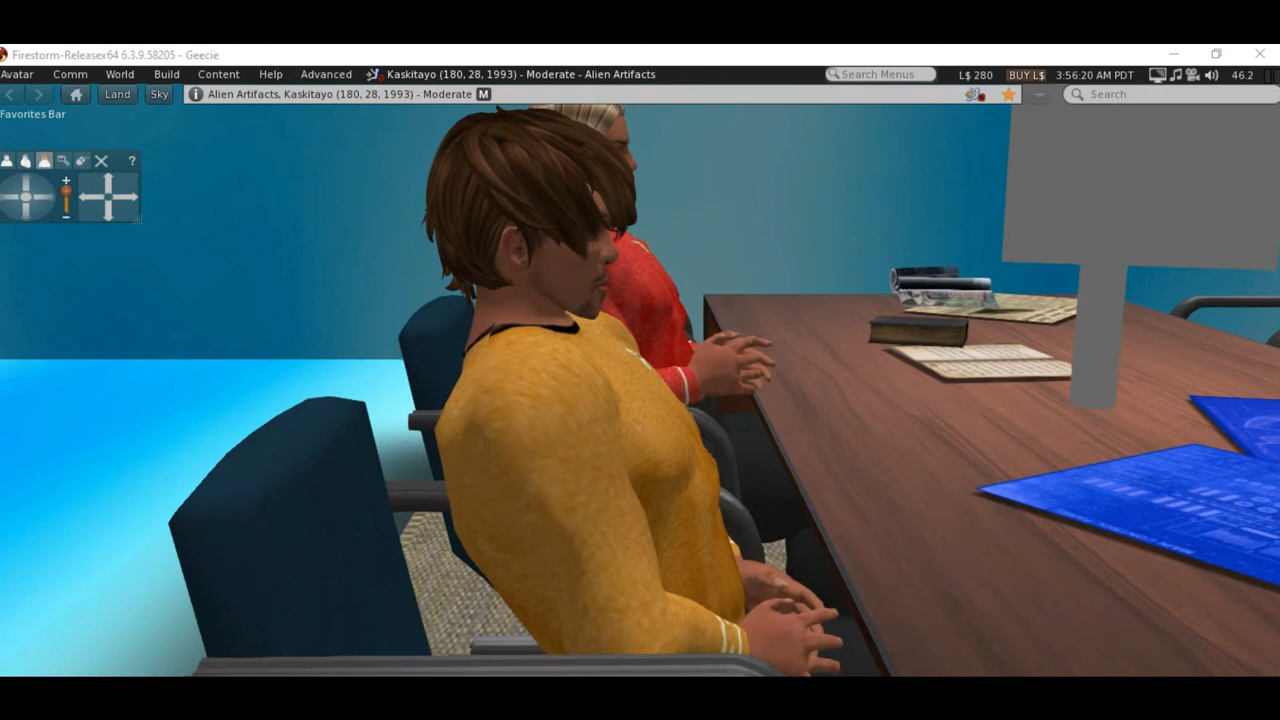 Firestorm-Releasex64 6.3.9.58205 - Geecie
Avatar Comm World Build Content Help Advanced Kaskitayo (180, 28, 1993) - Moderate - Alien Artifacts Search Menus L$ 280 BUY L$ 3:56:20 AM PDT 46.2
Land Sky Alien Artifacts, Kaskitayo (180, 28, 1993) - Moderate M Search
Favorites Bar
?